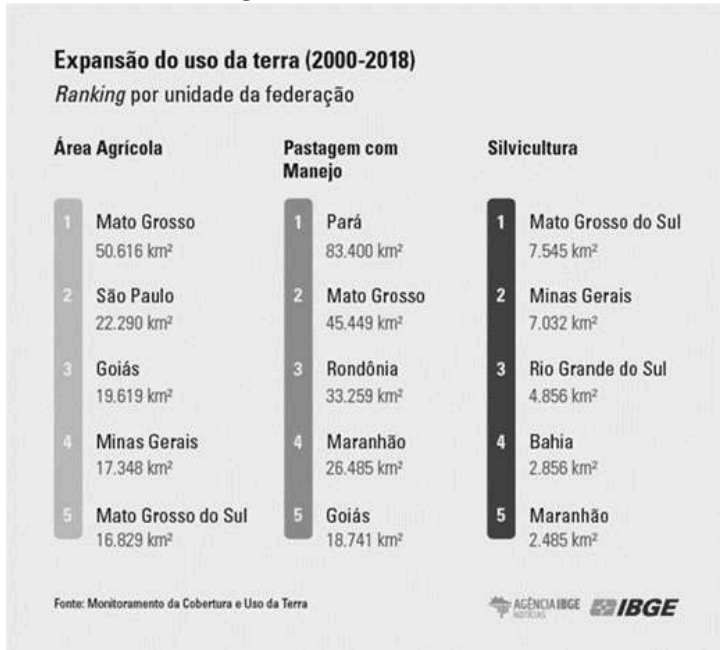 Expansão do uso da terra (2000-2018)
Ranking por unidade da federação
Área Agrícola
1 Mato Grosso
50.616 km²
2 São Paulo
22.290 km²
3 Goiás
19.619 km²
4 Minas Gerais
17.348 km²
5 Mato Grosso do Sul
16.829 km²
Pastagem com
Manejo
1 Pará
83.400 km²
2 Mato Grosso
45.449 km²
3 Rondônia
33.259 km²
4 Maranhão
26.485 km²
5 Goiás
18.741 km²
Silvicultura
1 Mato Grosso do Sul
7.545 km²
2 Minas Gerais
7.032 km²
3 Rio Grande do Sul
4.856 km²
4 Bahia
2.856 km²
5 Maranhão
2.485 km²
Fonte: Monitoramento da Cobertura e Uso da Terra
AGÊNCIA IBGE
NOTÍCIAS
IBGE